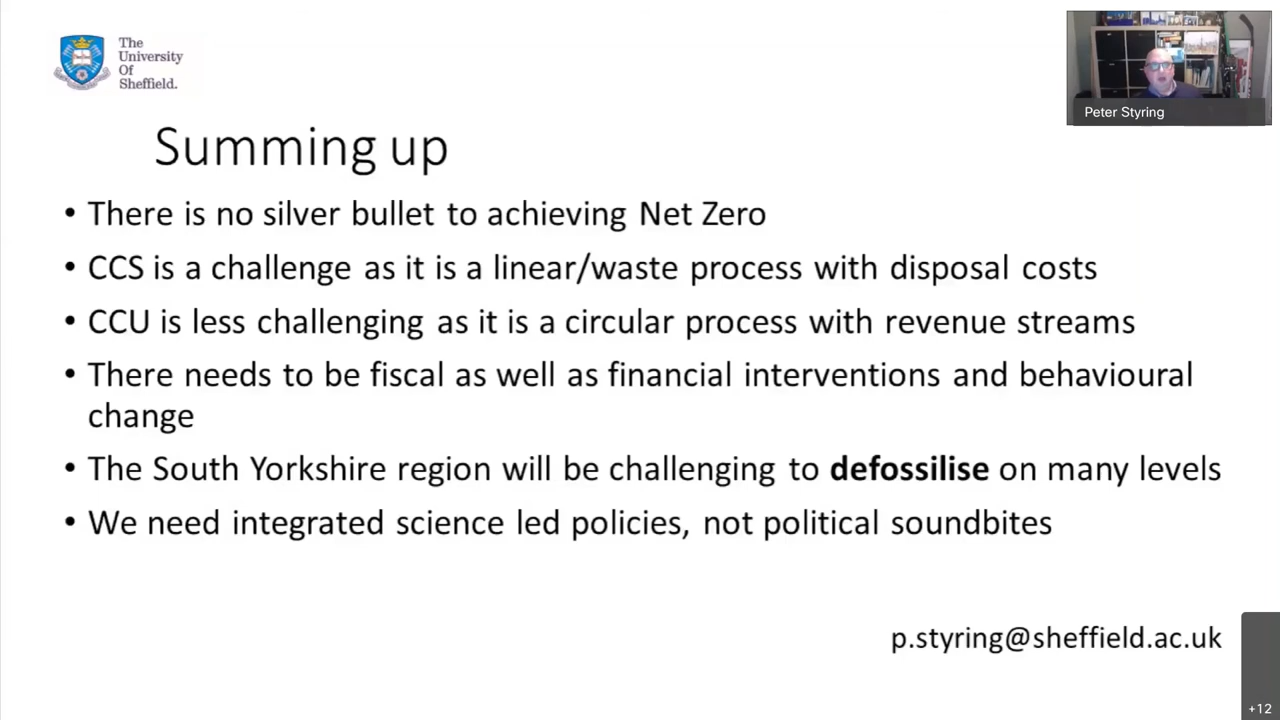 The
University
Of
Sheffield.
Peter Styring
Summing up
• There is no silver bullet to achieving Net Zero
• CCS is a challenge as it is a linear/waste process with disposal costs
• CCU is less challenging as it is a circular process with revenue streams
• There needs to be fiscal as well as financial interventions and behavioural
change
• The South Yorkshire region will be challenging to defossilise on many levels
• We need integrated science led policies, not political soundbites
p.styring@sheffield.ac.uk
+12